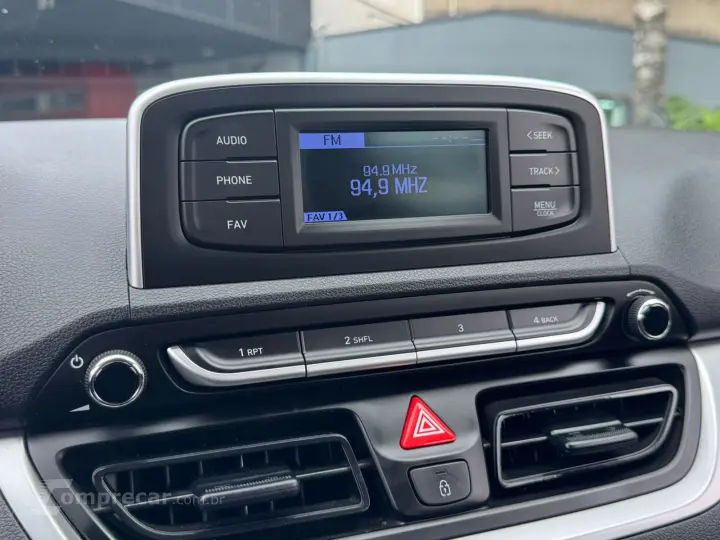 AUDIO
PHONE
FAV
FM
94.9 MHz
94,9 MHZ
FAV 1/3
< SEEK
TRACK >
MENU
CLOCK
1 RPT
2 SHFL
3
4 BACK
omprecar.com.br